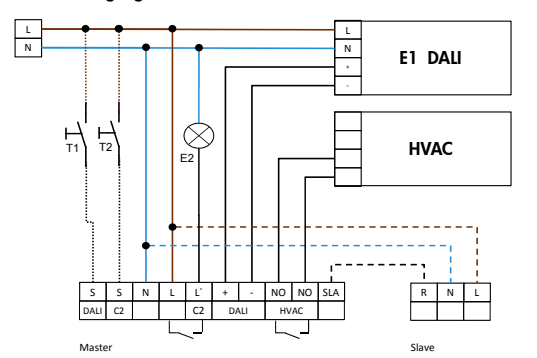 L
N
L
N
+
-
E1 DALI
HVAC
T1
T2
E2
S S N L L´ + - NO NO SLA
DALI C2 C2 DALI HVAC
R N L
Master
Slave